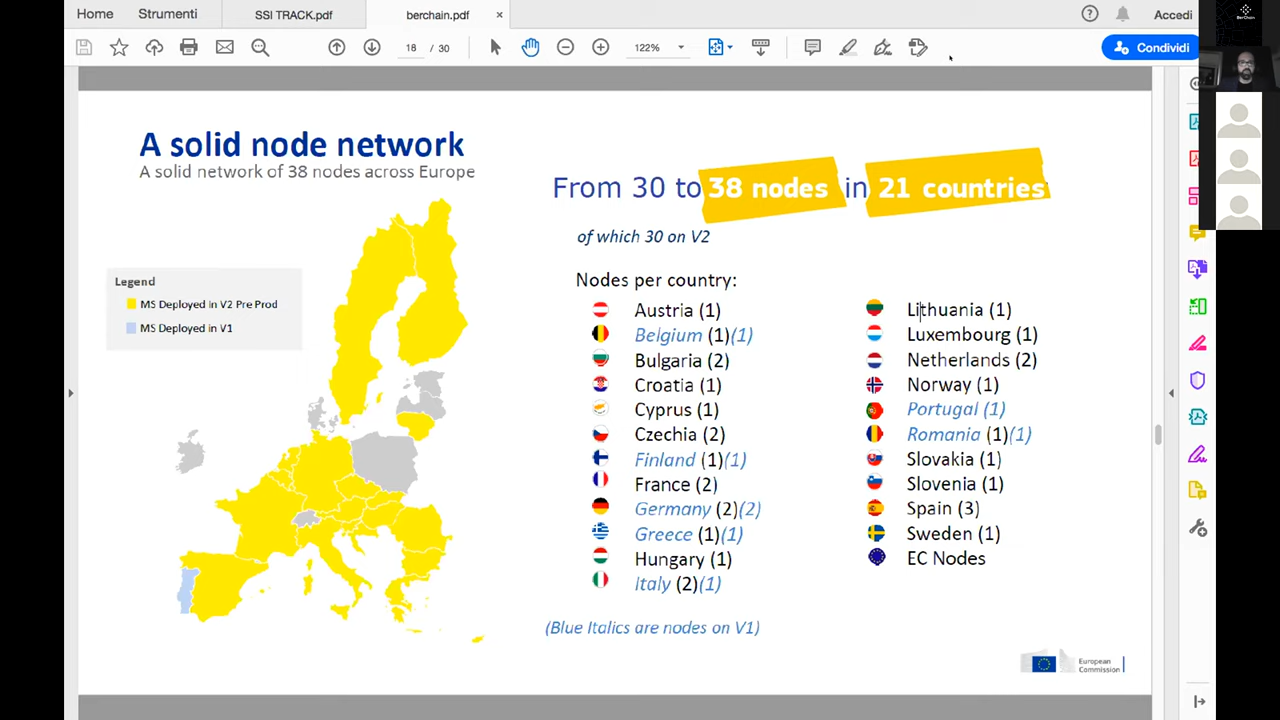 Home Strumenti SSI TRACK.pdf berchain.pdf × Accedi
18 / 30 122% Condividi
BerChain
A solid node network
A solid network of 38 nodes across Europe
From 30 to 38 nodes in 21 countries
of which 30 on V2
Legend
MS Deployed in V2 Pre Prod
MS Deployed in V1
Nodes per country:
Austria (1)
Belgium (1)(1)
Bulgaria (2)
Croatia (1)
Cyprus (1)
Czechia (2)
Finland (1)(1)
France (2)
Germany (2)(2)
Greece (1)(1)
Hungary (1)
Italy (2)(1)
Lithuania (1)
Luxembourg (1)
Netherlands (2)
Norway (1)
Portugal (1)
Romania (1)(1)
Slovakia (1)
Slovenia (1)
Spain (3)
Sweden (1)
EC Nodes
(Blue Italics are nodes on V1)
European
Commission